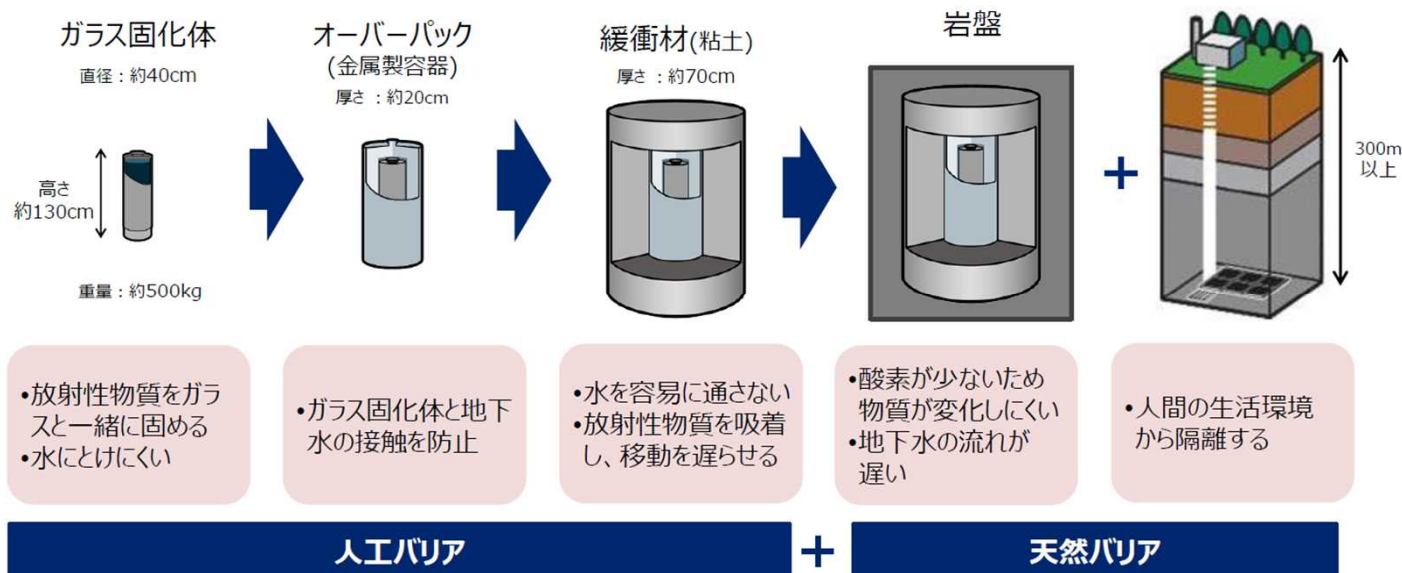 ガラス固化体
直径：約40cm
高さ
約130cm
重量：約500kg
オーバーパック
(金属製容器)
厚さ：約20cm
緩衝材(粘土)
厚さ：約70cm
岩盤
300m
以上
•放射性物質をガラ
スと一緒に固める
•水にとけにくい
•ガラス固化体と地下
水の接触を防止
•水を容易に通さない
•放射性物質を吸着
し、移動を遅らせる
•酸素が少ないため
物質が変化しにくい
•地下水の流れが
遅い
•人間の生活環境
から隔離する
人工バリア
+
天然バリア